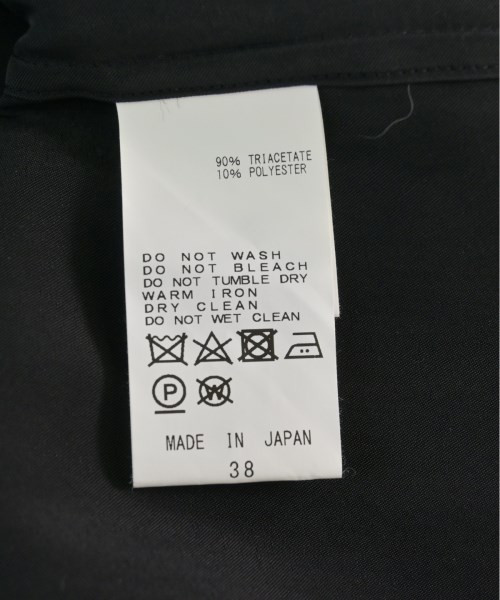 90% TRIACETATE
10% POLYESTER
DO NOT WASH
DO NOT BLEACH
DO NOT TUMBLE DRY
WARM IRON
DRY CLEAN
DO NOT WET CLEAN
P W
MADE IN JAPAN
38